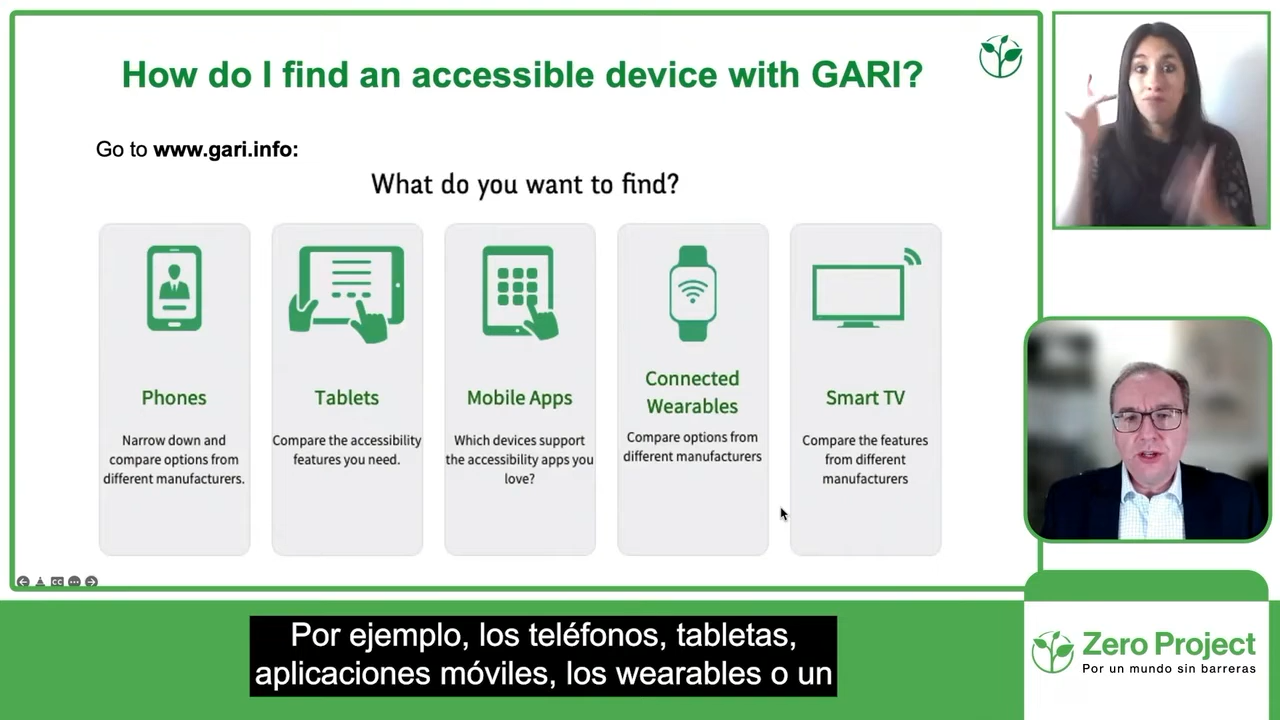 How do I find an accessible device with GARI?
Go to www.gari.info:
What do you want to find?
Phones
Narrow down and
compare options from
different manufacturers.
Tablets
Compare the accessibility
features you need.
Mobile Apps
Which devices support
the accessibility apps you
love?
Connected
Wearables
Compare options from
different manufacturers
Smart TV
Compare the features
from different
manufacturers
CC
Por ejemplo, los teléfonos, tabletas,
aplicaciones móviles, los wearables o un
Zero Project
Por un mundo sin barreras